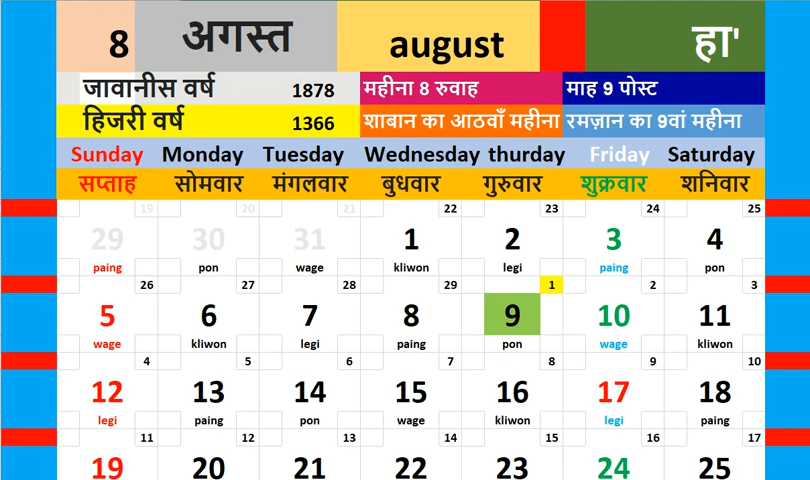 8 अगस्त august हा'
जावानीस वर्ष 1878 महीना 8 रुवाह माह 9 पोस्ट
हिजरी वर्ष 1366 शाबान का आठवाँ महीना रमज़ान का 9वां महीना
Sunday Monday Tuesday Wednesday thurday Friday Saturday
सप्ताह सोमवार मंगलवार बुधवार गुरुवार शुक्रवार शनिवार
19 20 21 22 23 24 25
29 30 31 1 2 3 4
paing pon wage kliwon legi paing pon
26 27 28 29 1 2 3
5 6 7 8 9 10 11
wage kliwon legi paing pon wage kliwon
4 5 6 7 8 9 10
12 13 14 15 16 17 18
legi paing pon wage kliwon legi paing
11 12 13 14 15 16 17
19 20 21 22 23 24 25